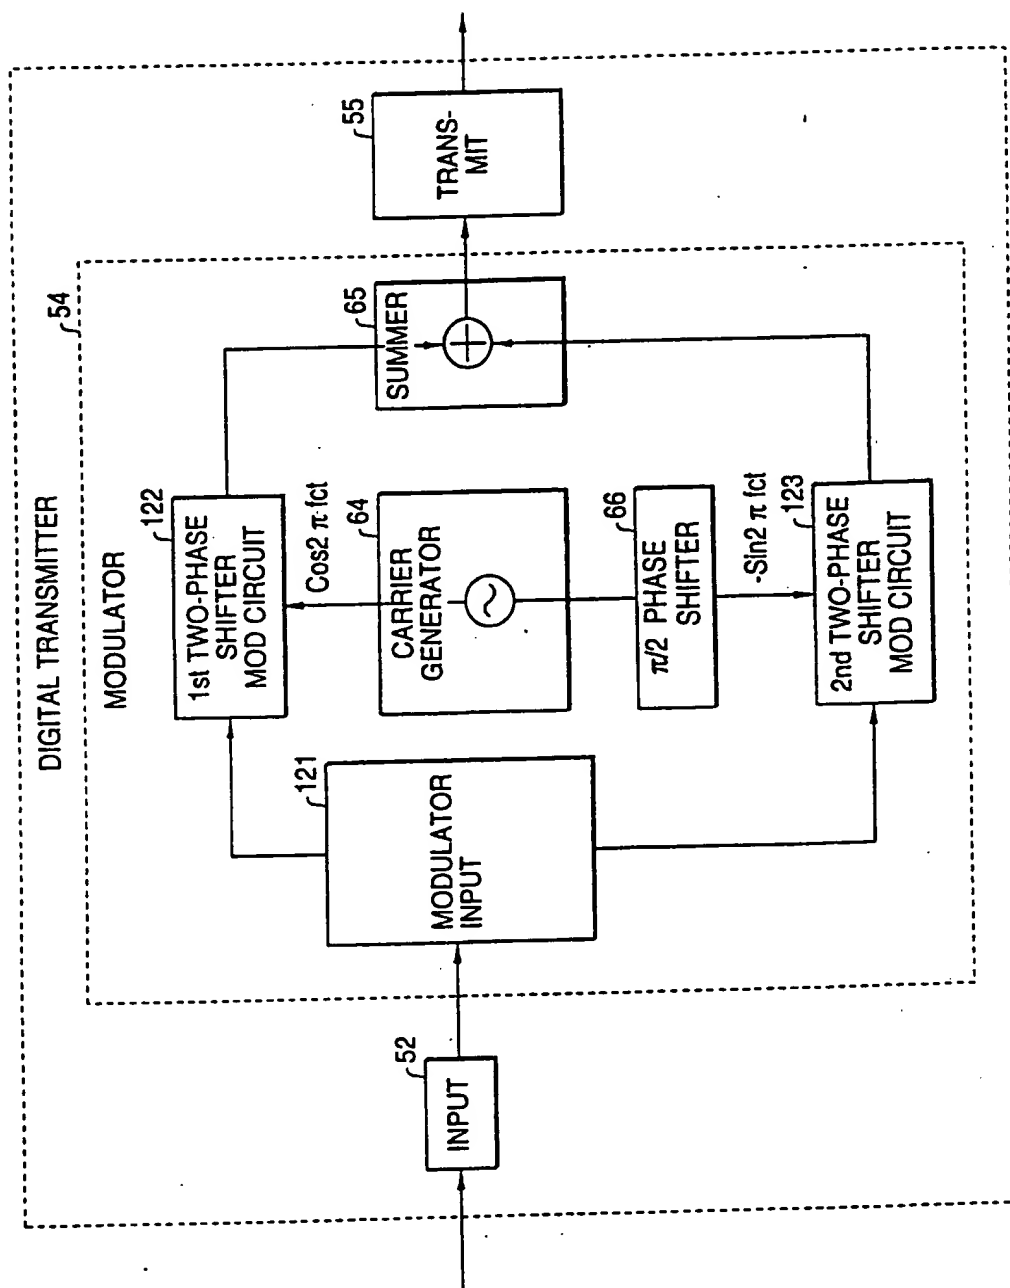 DIGITAL TRANSMITTER
MODULATOR
54
52
INPUT
121
MODULATOR
INPUT
122
1st TWO-PHASE
SHIFTER
MOD CIRCUIT
Cos2 π fct
64
CARRIER
GENERATOR
66
π/2 PHASE
SHIFTER
-Sin2 π fct
123
2nd TWO-PHASE
SHIFTER
MOD CIRCUIT
65
SUMMER
55
TRANS-
MIT